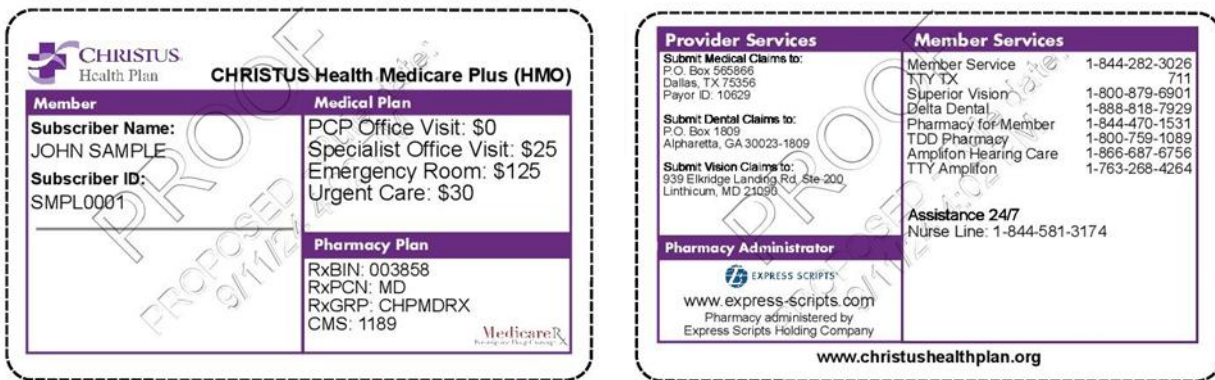 CHRISTUS
Health Plan
CHRISTUS Health Medicare Plus (HMO)
Member
Subscriber Name:
JOHN SAMPLE
Subscriber ID:
SMPL0001
Medical Plan
PCP Office Visit: $0
Specialist Office Visit: $25
Emergency Room: $125
Urgent Care: $30
Pharmacy Plan
RxBIN: 003858
RxPCN: MD
RxGRP: CHPMDRX
CMS: 1189
MedicareRx
PROOF
PROPOSED
9/11/24
Provider Services
Submit Medical Claims to:
P.O. Box 565866
Dallas, TX 75356
Payor ID: 10629
Submit Dental Claims to:
P.O. Box 1809
Alpharetta, GA 30023-1809
Submit Vision Claims to:
939 Elkridge Landing Rd, Ste 200
Linthicum, MD 21090
Pharmacy Administrator
EXPRESS SCRIPTS
www.express-scripts.com
Pharmacy administered by
Express Scripts Holding Company
Member Services
Member Service 1-844-282-3026
TTY TX 711
Superior Vision 1-800-879-6901
Delta Dental 1-888-818-7929
Pharmacy for Member 1-844-470-1531
TDD Pharmacy 1-800-759-1089
Amplifon Hearing Care 1-866-687-6756
TTY Amplifon 1-763-268-4264
Assistance 24/7
Nurse Line: 1-844-581-3174
www.christushealthplan.org
PROOF
PROPOSED
9/11/24